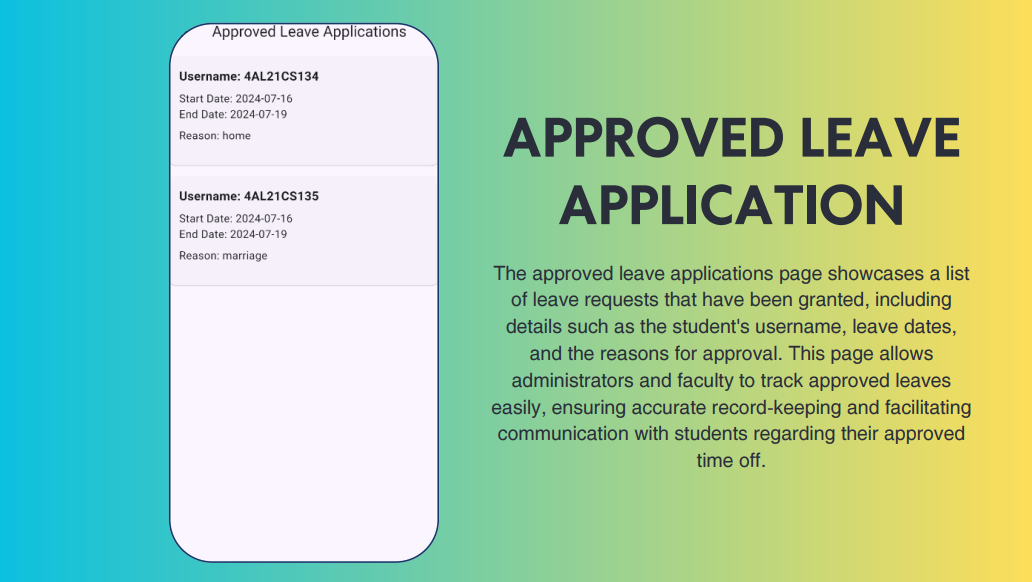 Approved Leave Applications
Username: 4AL21CS134
Start Date: 2024-07-16
End Date: 2024-07-19
Reason: home
Username: 4AL21CS135
Start Date: 2024-07-16
End Date: 2024-07-19
Reason: marriage
APPROVED LEAVE
APPLICATION
The approved leave applications page showcases a list
of leave requests that have been granted, including
details such as the student's username, leave dates,
and the reasons for approval. This page allows
administrators and faculty to track approved leaves
easily, ensuring accurate record-keeping and facilitating
communication with students regarding their approved
time off.